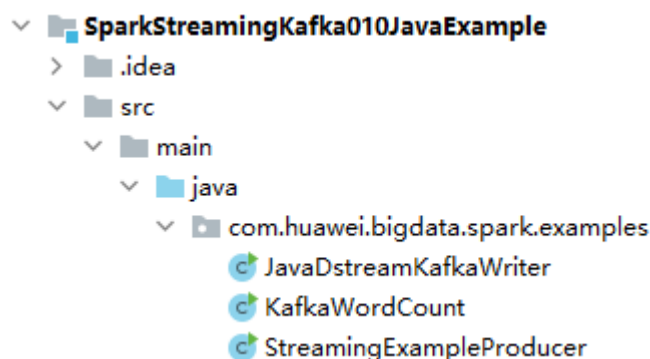 SparkStreamingKafka010JavaExample
.idea
src
main
java
com.huawei.bigdata.spark.examples
JavaDstreamKafkaWriter
KafkaWordCount
StreamingExampleProducer